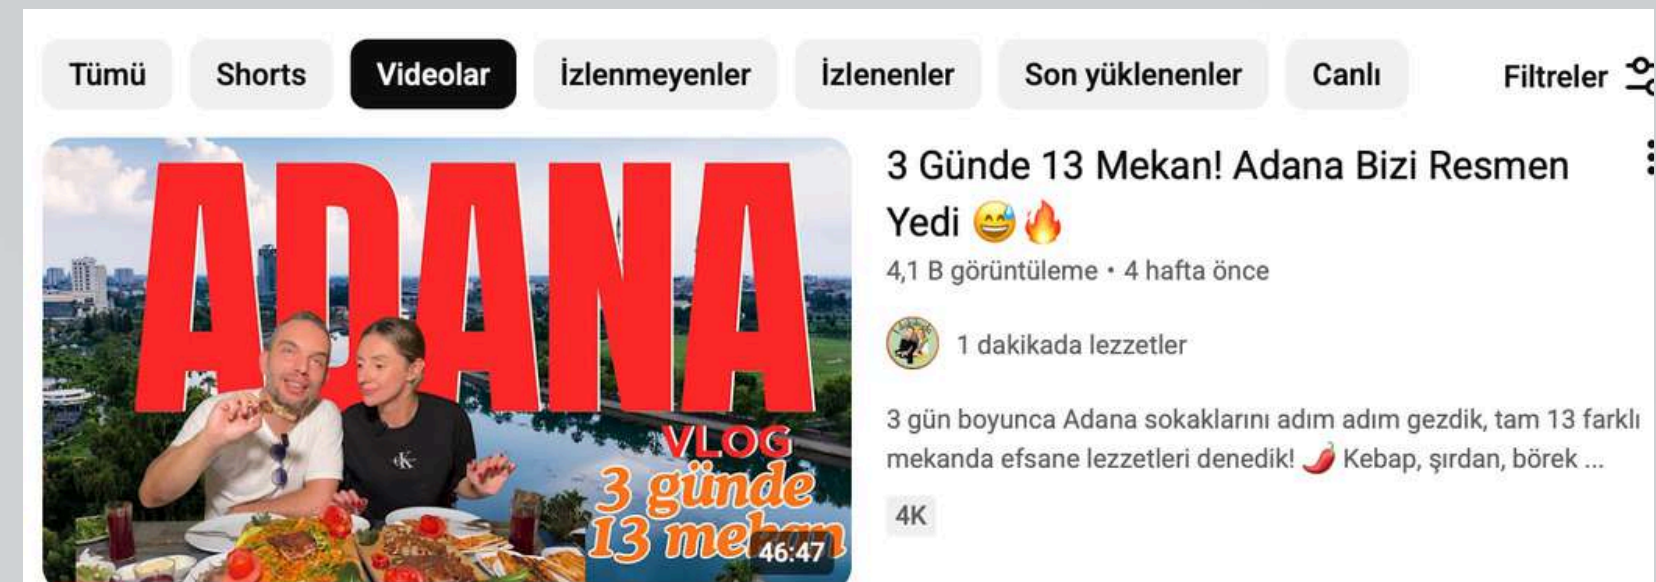 Tümü
Shorts
Videolar
İzlenmeyenler
İzlenenler
Son yüklenenler
Canlı
Filtreler
ADANA
VLOG
3 günde
13 mekan
46:47
3 Günde 13 Mekan! Adana Bizi Resmen
Yedi 😅🔥
4,1 B görüntüleme • 4 hafta önce
1 dakikada lezzetler
3 gün boyunca Adana sokaklarını adım adım gezdik, tam 13 farklı
mekanda efsane lezzetleri denedik! 🌶️ Kebap, şırdan, börek ...
4K